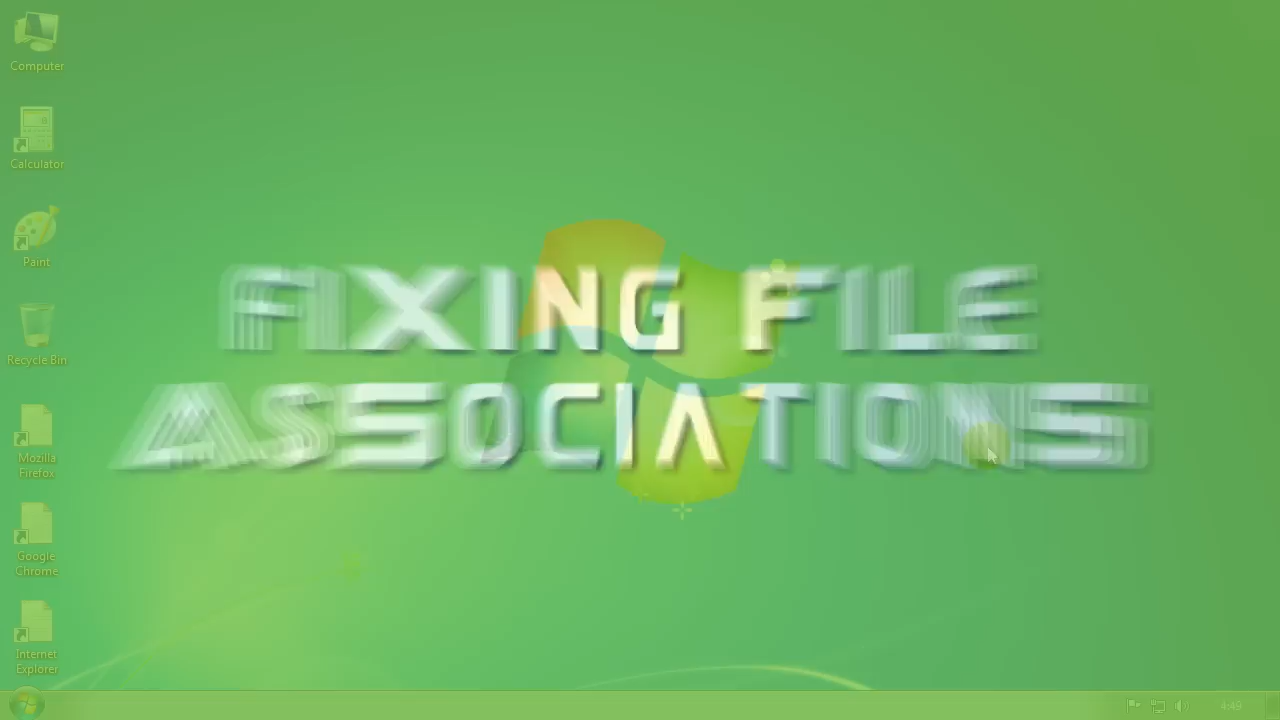 Computer
Calculator
Paint
Recycle Bin
Mozilla
Firefox
Google
Chrome
Internet
Explorer
FIXING FILE
ASSOCIATIONS
4:49